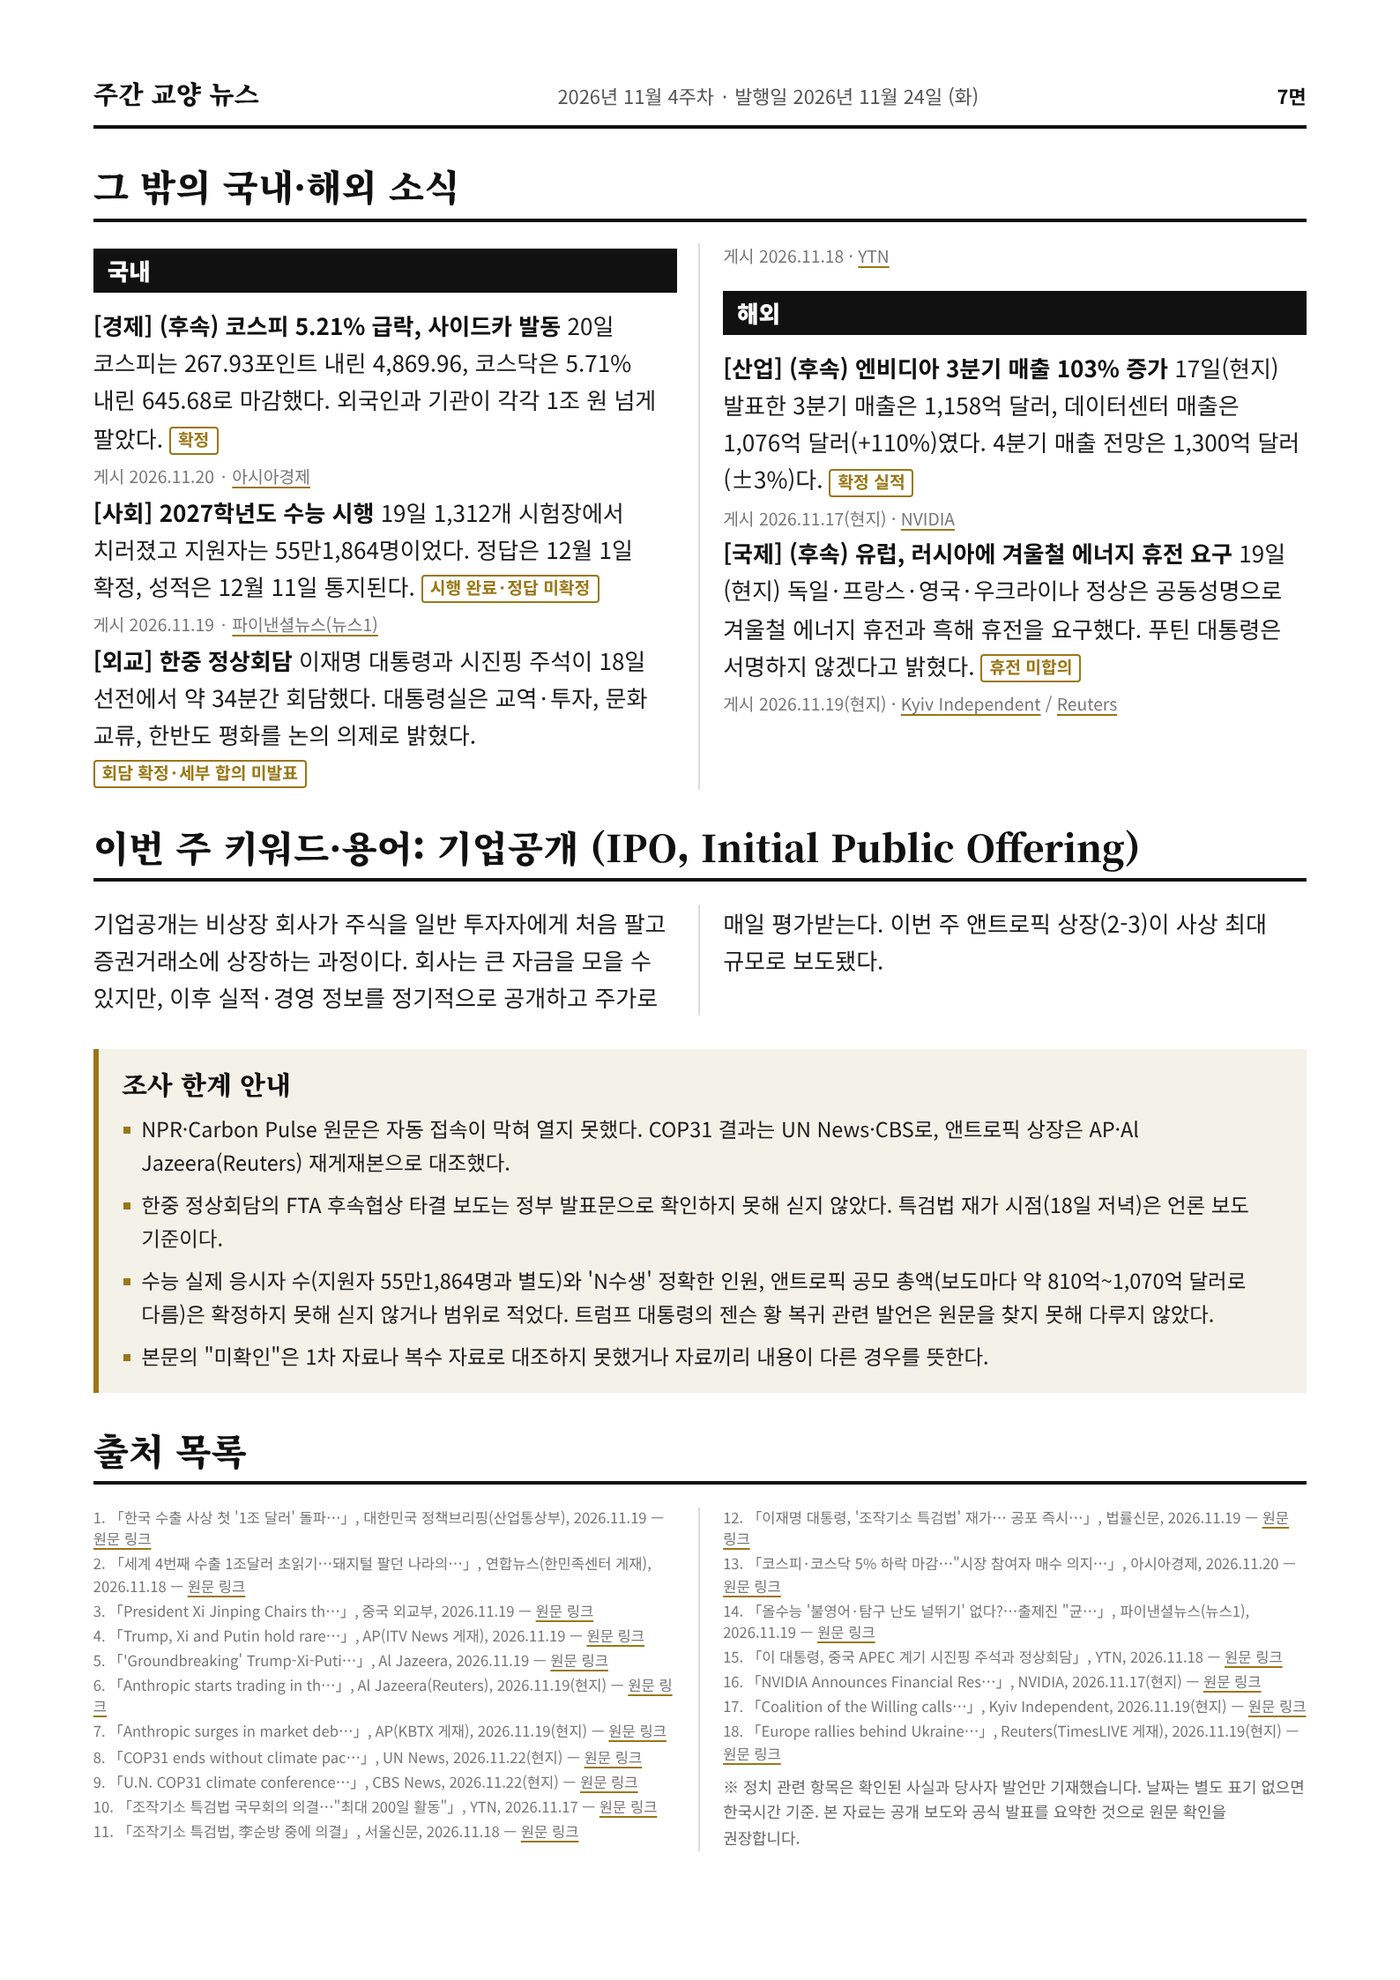 주간 교양 뉴스
2026년 11월 4주차 · 발행일 2026년 11월 24일 (화)
7면
그 밖의 국내·해외 소식
국내
[경제] (후속) 코스피 5.21% 급락, 사이드카 발동 20일
코스피는 267.93포인트 내린 4,869.96, 코스닥은 5.71%
내린 645.68로 마감했다. 외국인과 기관이 각각 1조 원 넘게
팔았다. 확정
게시 2026.11.20 · 아시아경제
[사회] 2027학년도 수능 시행 19일 1,312개 시험장에서
치러졌고 지원자는 55만1,864명이었다. 정답은 12월 1일
확정, 성적은 12월 11일 통지된다. 시행 완료·정답 미확정
게시 2026.11.19 · 파이낸셜뉴스(뉴스1)
[외교] 한중 정상회담 이재명 대통령과 시진핑 주석이 18일
선전에서 약 34분간 회담했다. 대통령실은 교역·투자, 문화
교류, 한반도 평화를 논의 의제로 밝혔다.
회담 확정·세부 합의 미발표
게시 2026.11.18 · YTN
해외
[산업] (후속) 엔비디아 3분기 매출 103% 증가 17일(현지)
발표한 3분기 매출은 1,158억 달러, 데이터센터 매출은
1,076억 달러(+110%)였다. 4분기 매출 전망은 1,300억 달러
(±3%)다. 확정 실적
게시 2026.11.17(현지) · NVIDIA
[국제] (후속) 유럽, 러시아에 겨울철 에너지 휴전 요구 19일
(현지) 독일·프랑스·영국·우크라이나 정상은 공동성명으로
겨울철 에너지 휴전과 흑해 휴전을 요구했다. 푸틴 대통령은
서명하지 않겠다고 밝혔다. 휴전 미합의
게시 2026.11.19(현지) · Kyiv Independent / Reuters
이번 주 키워드·용어: 기업공개 (IPO, Initial Public Offering)
기업공개는 비상장 회사가 주식을 일반 투자자에게 처음 팔고
증권거래소에 상장하는 과정이다. 회사는 큰 자금을 모을 수
있지만, 이후 실적·경영 정보를 정기적으로 공개하고 주가로
매일 평가받는다. 이번 주 앤트로픽 상장(2-3)이 사상 최대
규모로 보도됐다.
조사 한계 안내
▪ NPR·Carbon Pulse 원문은 자동 접속이 막혀 열지 못했다. COP31 결과는 UN News·CBS로, 앤트로픽 상장은 AP·Al
Jazeera(Reuters) 재게재본으로 대조했다.
▪ 한중 정상회담의 FTA 후속협상 타결 보도는 정부 발표문으로 확인하지 못해 싣지 않았다. 특검법 재가 시점(18일 저녁)은 언론 보도
기준이다.
▪ 수능 실제 응시자 수(지원자 55만1,864명과 별도)와 'N수생' 정확한 인원, 앤트로픽 공모 총액(보도마다 약 810억~1,070억 달러로
다름)은 확정하지 못해 싣지 않거나 범위로 적었다. 트럼프 대통령의 젠슨 황 복귀 관련 발언은 원문을 찾지 못해 다루지 않았다.
▪ 본문의 "미확인"은 1차 자료나 복수 자료로 대조하지 못했거나 자료끼리 내용이 다른 경우를 뜻한다.
출처 목록
1. 「한국 수출 사상 첫 '1조 달러' 돌파…」, 대한민국 정책브리핑(산업통상부), 2026.11.19 —
원문 링크
2. 「세계 4번째 수출 1조달러 초읽기…돼지털 팔던 나라의…」, 연합뉴스(한민족센터 게재),
2026.11.18 — 원문 링크
3. 「President Xi Jinping Chairs th…」, 중국 외교부, 2026.11.19 — 원문 링크
4. 「Trump, Xi and Putin hold rare…」, AP(ITV News 게재), 2026.11.19 — 원문 링크
5. 「'Groundbreaking' Trump-Xi-Puti…」, Al Jazeera, 2026.11.19 — 원문 링크
6. 「Anthropic starts trading in th…」, Al Jazeera(Reuters), 2026.11.19(현지) — 원문 링
크
7. 「Anthropic surges in market deb…」, AP(KBTX 게재), 2026.11.19(현지) — 원문 링크
8. 「COP31 ends without climate pac…」, UN News, 2026.11.22(현지) — 원문 링크
9. 「U.N. COP31 climate conference…」, CBS News, 2026.11.22(현지) — 원문 링크
10. 「조작기소 특검법 국무회의 의결…"최대 200일 활동"」, YTN, 2026.11.17 — 원문 링크
11. 「조작기소 특검법, 李순방 중에 의결」, 서울신문, 2026.11.18 — 원문 링크
12. 「이재명 대통령, '조작기소 특검법' 재가… 공포 즉시…」, 법률신문, 2026.11.19 — 원문
링크
13. 「코스피·코스닥 5% 하락 마감…"시장 참여자 매수 의지…」, 아시아경제, 2026.11.20 —
원문 링크
14. 「올수능 '불영어·탐구 난도 널뛰기' 없다?…출제진 "균…」, 파이낸셜뉴스(뉴스1),
2026.11.19 — 원문 링크
15. 「이 대통령, 중국 APEC 계기 시진핑 주석과 정상회담」, YTN, 2026.11.18 — 원문 링크
16. 「NVIDIA Announces Financial Res…」, NVIDIA, 2026.11.17(현지) — 원문 링크
17. 「Coalition of the Willing calls…」, Kyiv Independent, 2026.11.19(현지) — 원문 링크
18. 「Europe rallies behind Ukraine…」, Reuters(TimesLIVE 게재), 2026.11.19(현지) —
원문 링크
※ 정치 관련 항목은 확인된 사실과 당사자 발언만 기재했습니다. 날짜는 별도 표기 없으면
한국시간 기준. 본 자료는 공개 보도와 공식 발표를 요약한 것으로 원문 확인을
권장합니다.